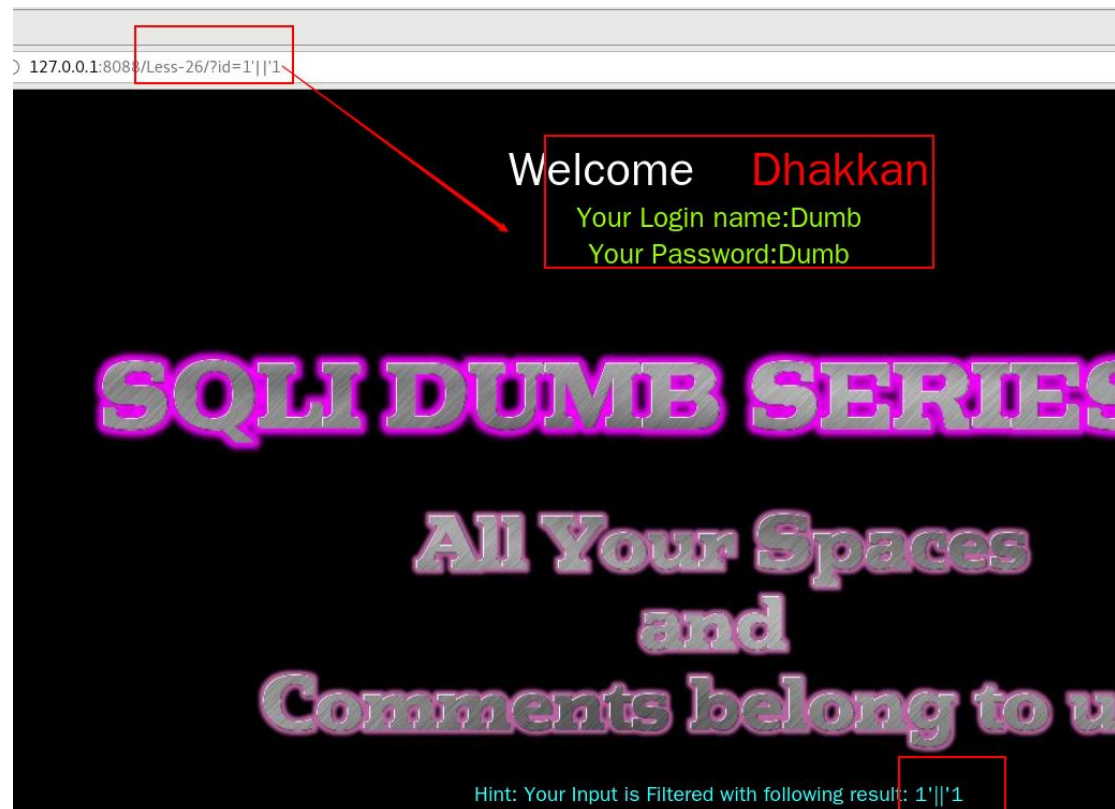 127.0.0.1:8088/Less-26/?id=1'||'1
Welcome Dhakkan
Your Login name:Dumb
Your Password:Dumb
SQLI DUMB SERIES
All Your Spaces
and
Comments belong to u
Hint: Your Input is Filtered with following result: 1'||'1